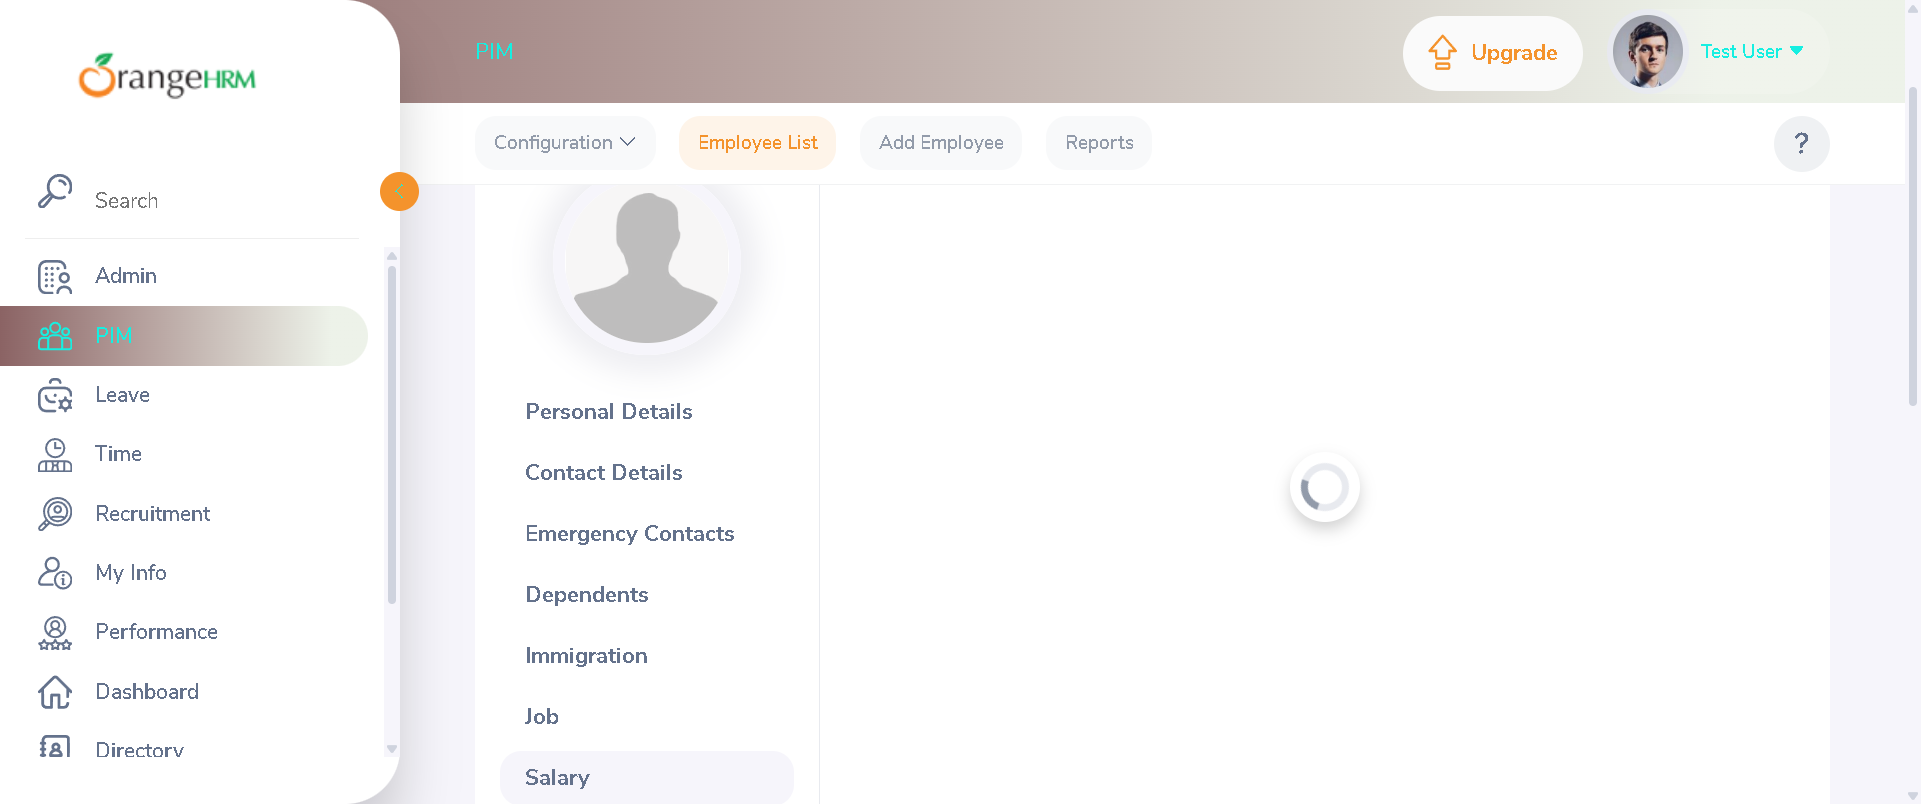 OrangeHRM
Search
Admin
PIM
Leave
Time
Recruitment
My Info
Performance
Dashboard
Directory
PIM
Upgrade
Test User
Configuration
Employee List
Add Employee
Reports
?
Personal Details
Contact Details
Emergency Contacts
Dependents
Immigration
Job
Salary